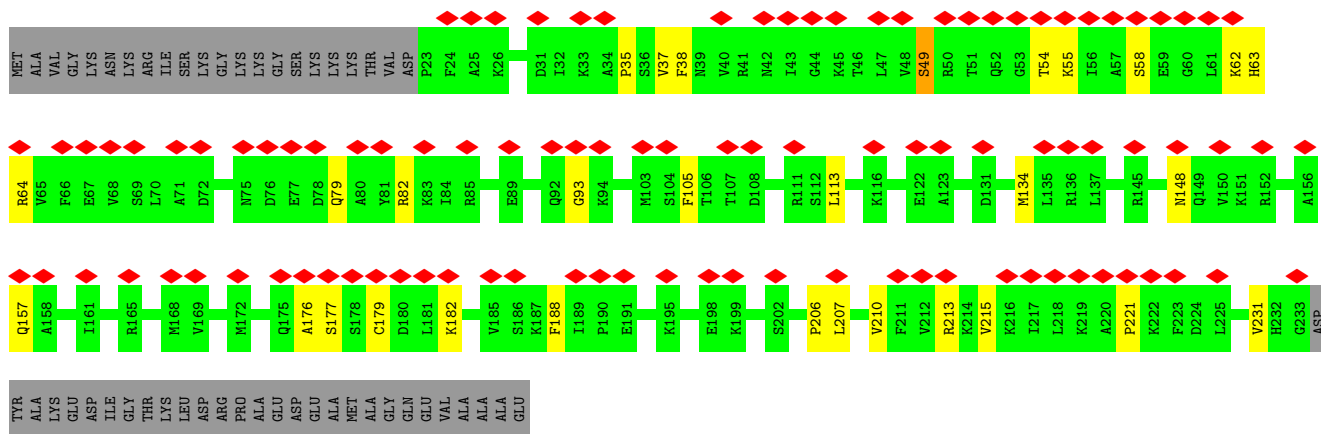 MET ALA VAL GLY LYS ASN LYS ARG ILE SER LYS GLY LYS LYS GLY SER LYS LYS LYS THR VAL ASP P23 F24 A25 K26 D31 I32 K33 A34 P35 S36 V37 F38 N39 V40 R41 N42 I43 G44 K45 T46 L47 V48 S49 R50 T51 Q52 G53 T54 K55 I56 A57 S58 E59 G60 L61 K62 H63
R64 V65 F66 E67 V68 S69 L70 A71 D72 N75 D76 E77 D78 Q79 A80 Y81 R82 K83 I84 R85 E89 Q92 G93 K94 M103 S104 F105 T106 T107 D108 R111 S112 L113 K116 E122 A123 D131 M134 L135 R136 L137 R145 N148 Q149 V150 K151 R152 A156
Q157 A158 I161 R165 M168 V169 M172 Q175 A176 S177 S178 C179 D180 L181 K182 V185 S186 K187 F188 I189 P190 E191 K195 E198 K199 S202 P206 L207 V210 F211 V212 R213 K214 V215 K216 I217 L218 K219 A220 P221 K222 F223 D224 L225 V231 H232 G233 ASP
TYR ALA LYS GLU ASP ILE GLY THR LYS LEU ASP ARG PRO ALA GLU ASP GLU ALA MET ALA GLY GLN GLU VAL ALA ALA ALA GLU